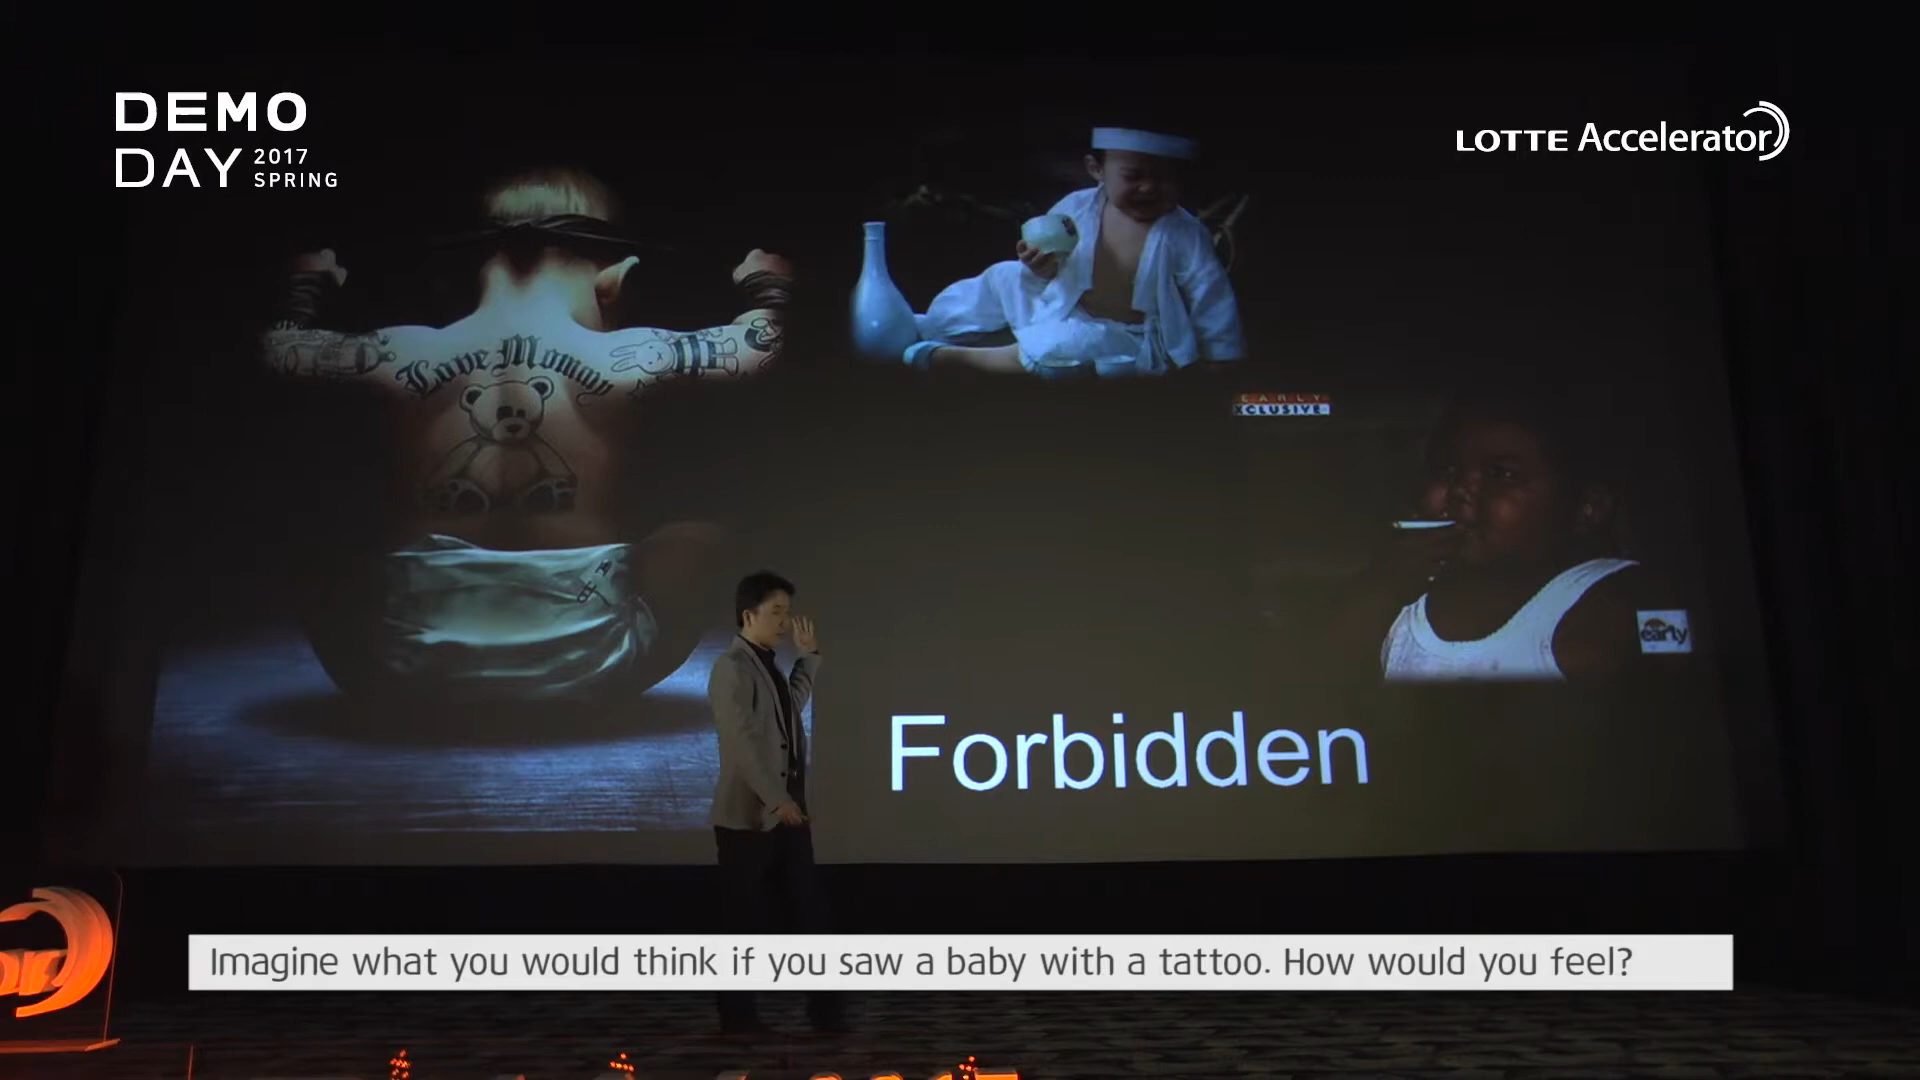 DEMO
DAY 2017
SPRING
LOTTE Accelerator
Love Mommy
EARLY
XCLUSIVE
early
Forbidden
Imagine what you would think if you saw a baby with a tattoo. How would you feel?